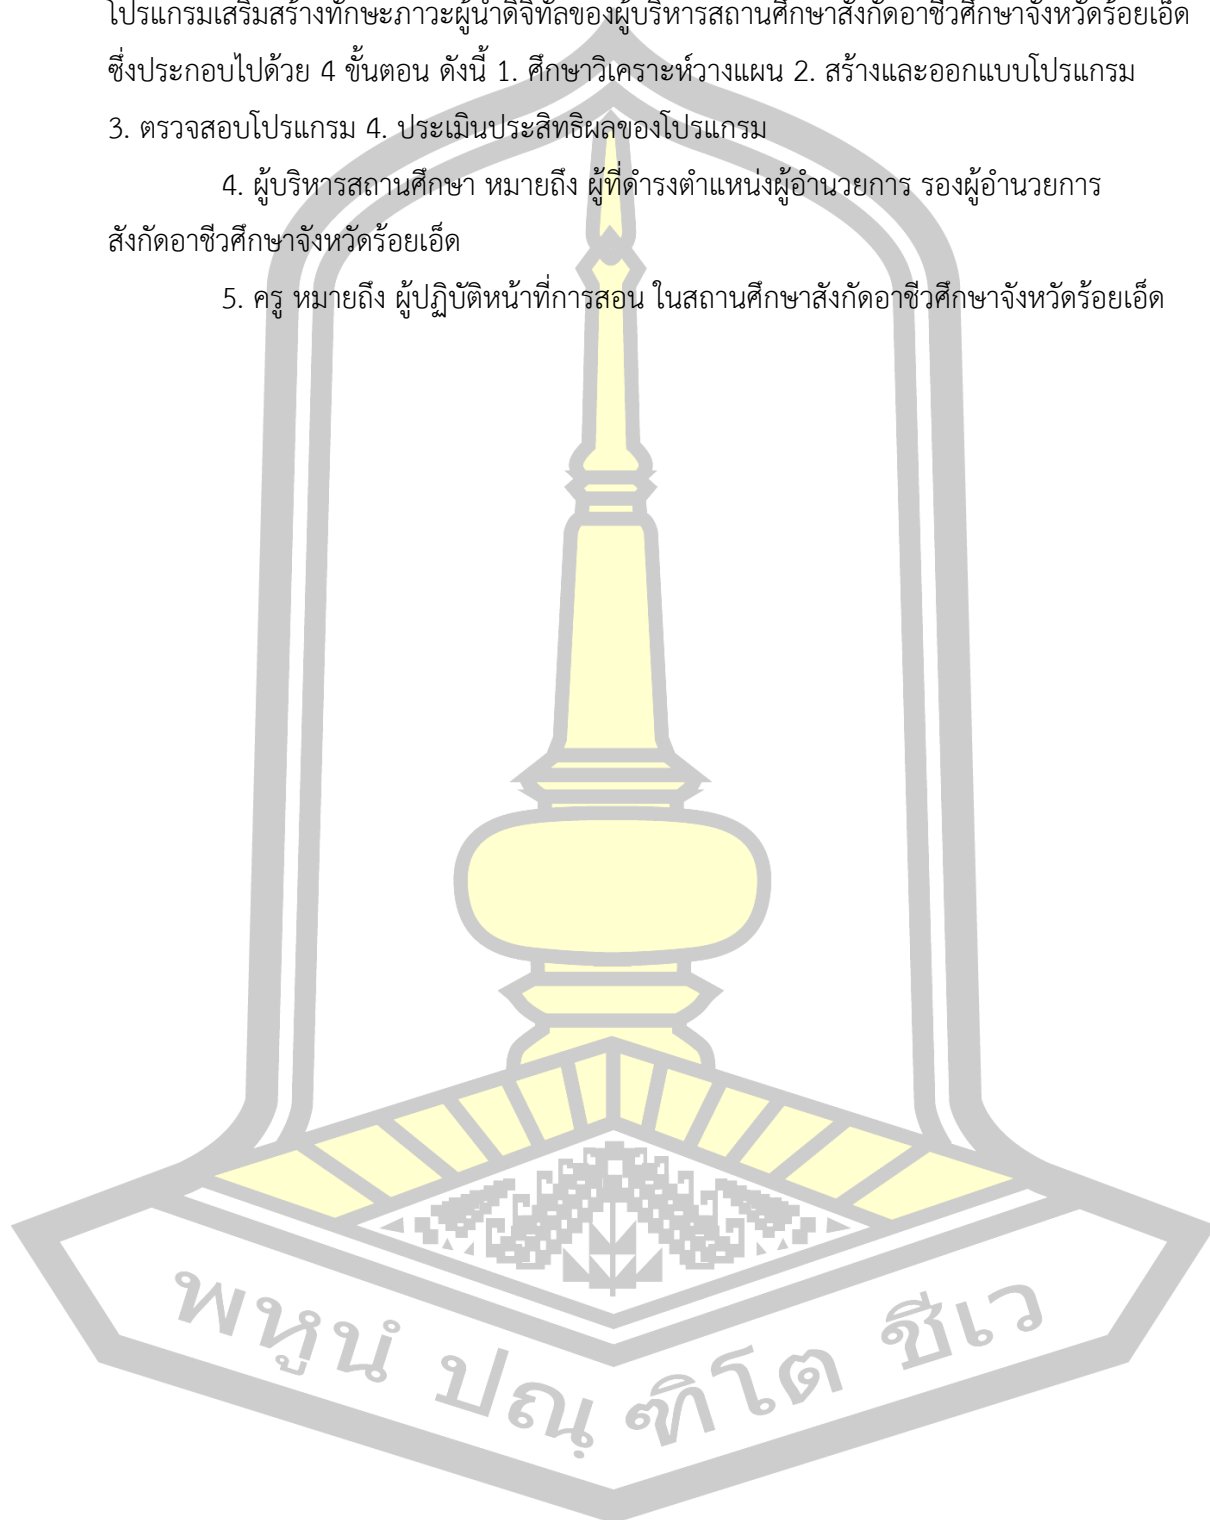 โปรแกรมเสริมสร้างทักษะภาวะผู้นำดิจิทัลของผู้บริหารสถานศึกษาสังกัดอาชีวศึกษาจังหวัดร้อยเอ็ด
ซึ่งประกอบไปด้วย 4 ขั้นตอน ดังนี้ 1. ศึกษาวิเคราะห์วางแผน 2. สร้างและออกแบบโปรแกรม
3. ตรวจสอบโปรแกรม 4. ประเมินประสิทธิผลของโปรแกรม
4. ผู้บริหารสถานศึกษา หมายถึง ผู้ที่ดำรงตำแหน่งผู้อำนวยการ รองผู้อำนวยการ
สังกัดอาชีวศึกษาจังหวัดร้อยเอ็ด
5. ครู หมายถึง ผู้ปฏิบัติหน้าที่การสอน ในสถานศึกษาสังกัดอาชีวศึกษาจังหวัดร้อยเอ็ด
พหูนํ ปณฺฑิโต ชีเว